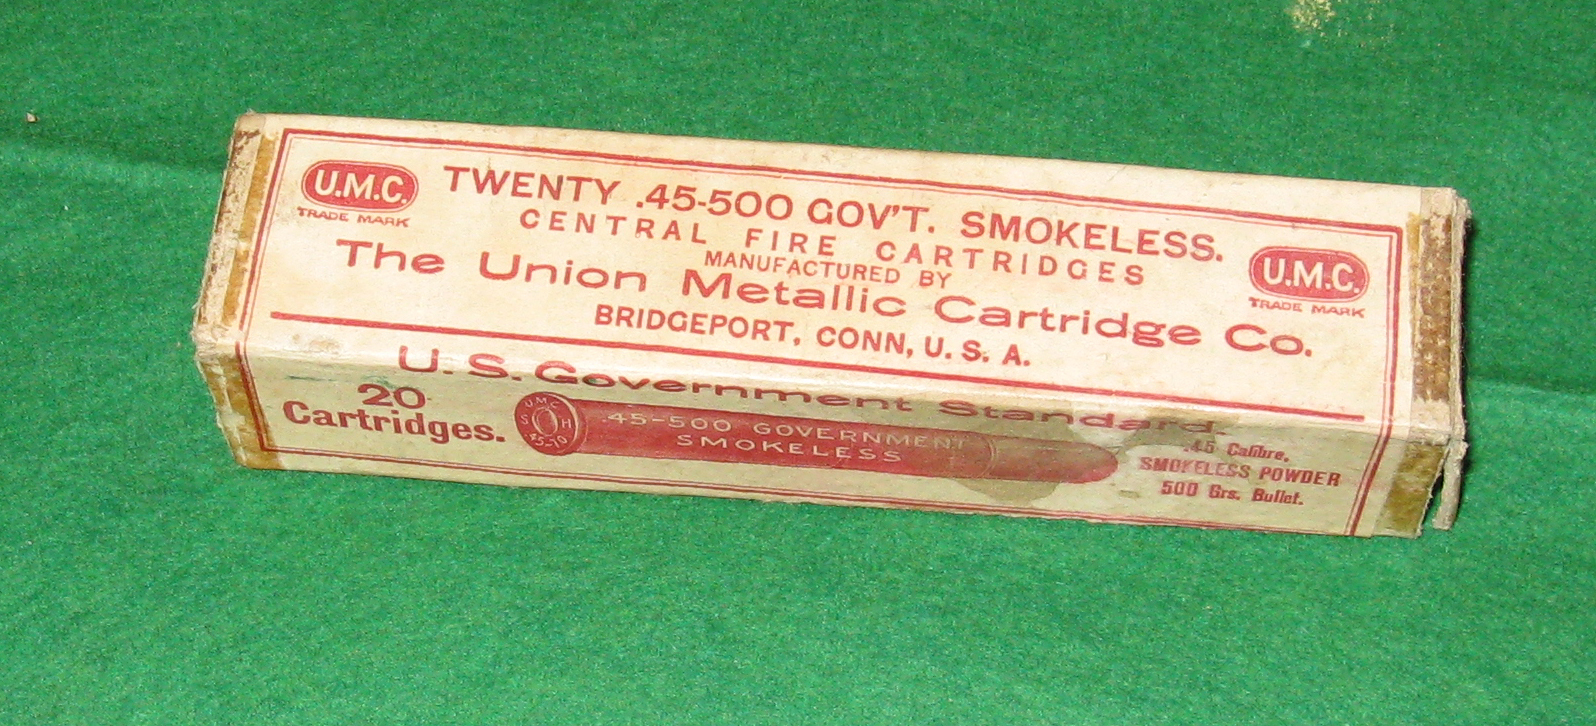 U.M.C.
TRADE MARK
TWENTY .45-500 GOV'T. SMOKELESS.
CENTRAL FIRE CARTRIDGES
MANUFACTURED BY
The Union Metallic Cartridge Co.
BRIDGEPORT, CONN, U. S. A.
U.M.C.
TRADE MARK
U. S. Government Standard.
20
Cartridges.
U.M.C.
S H
.45-500 GOVERNMENT
SMOKELESS
.45 Calibre,
SMOKELESS POWDER
500 Grs. Bullet.